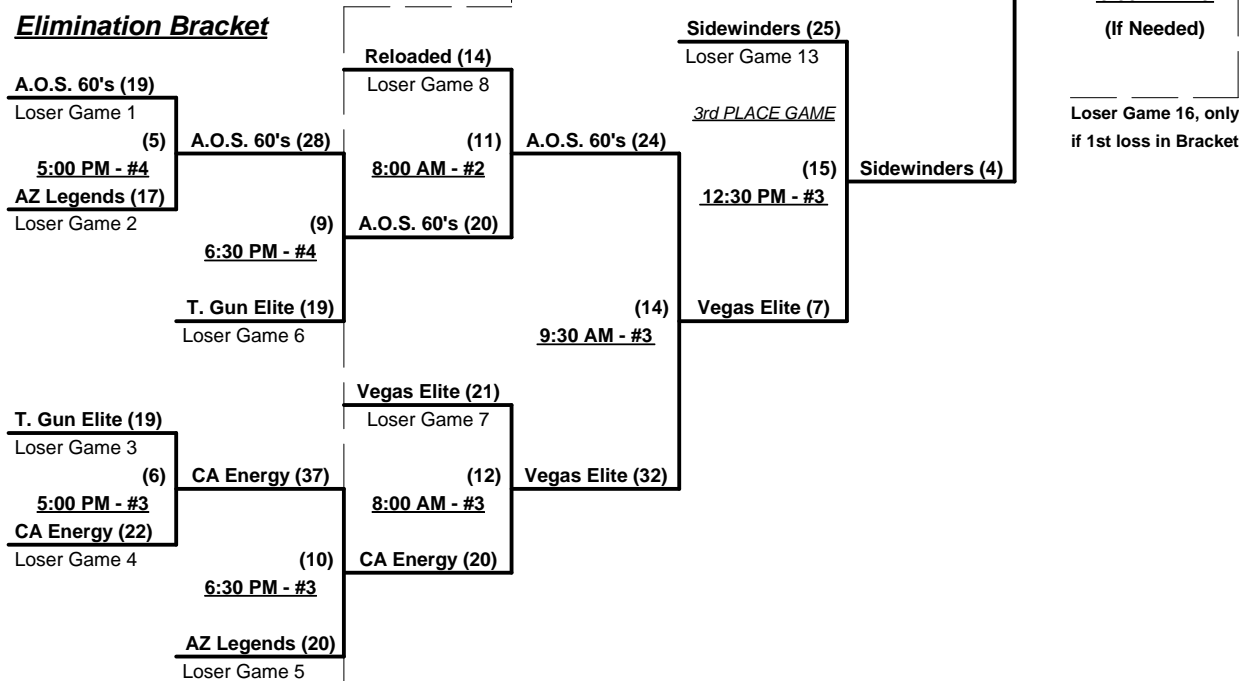 Elimination Bracket
Sidewinders (25)
(If Needed)
Reloaded (14)
Loser Game 13
A.O.S. 60's (19)
Loser Game 8
Loser Game 1
3rd PLACE GAME
Loser Game 16, only
(5)
A.O.S. 60's (28)
(11)
A.O.S. 60's (24)
if 1st loss in Bracket
5:00 PM - #4
8:00 AM - #2
(15)
Sidewinders (4)
AZ Legends (17)
12:30 PM - #3
Loser Game 2
(9)
A.O.S. 60's (20)
6:30 PM - #4
T. Gun Elite (19)
(14)
Vegas Elite (7)
Loser Game 6
9:30 AM - #3
Vegas Elite (21)
T. Gun Elite (19)
Loser Game 7
Loser Game 3
(6)
CA Energy (37)
(12)
Vegas Elite (32)
5:00 PM - #3
8:00 AM - #3
CA Energy (22)
Loser Game 4
(10)
CA Energy (20)
6:30 PM - #3
AZ Legends (20)
Loser Game 5